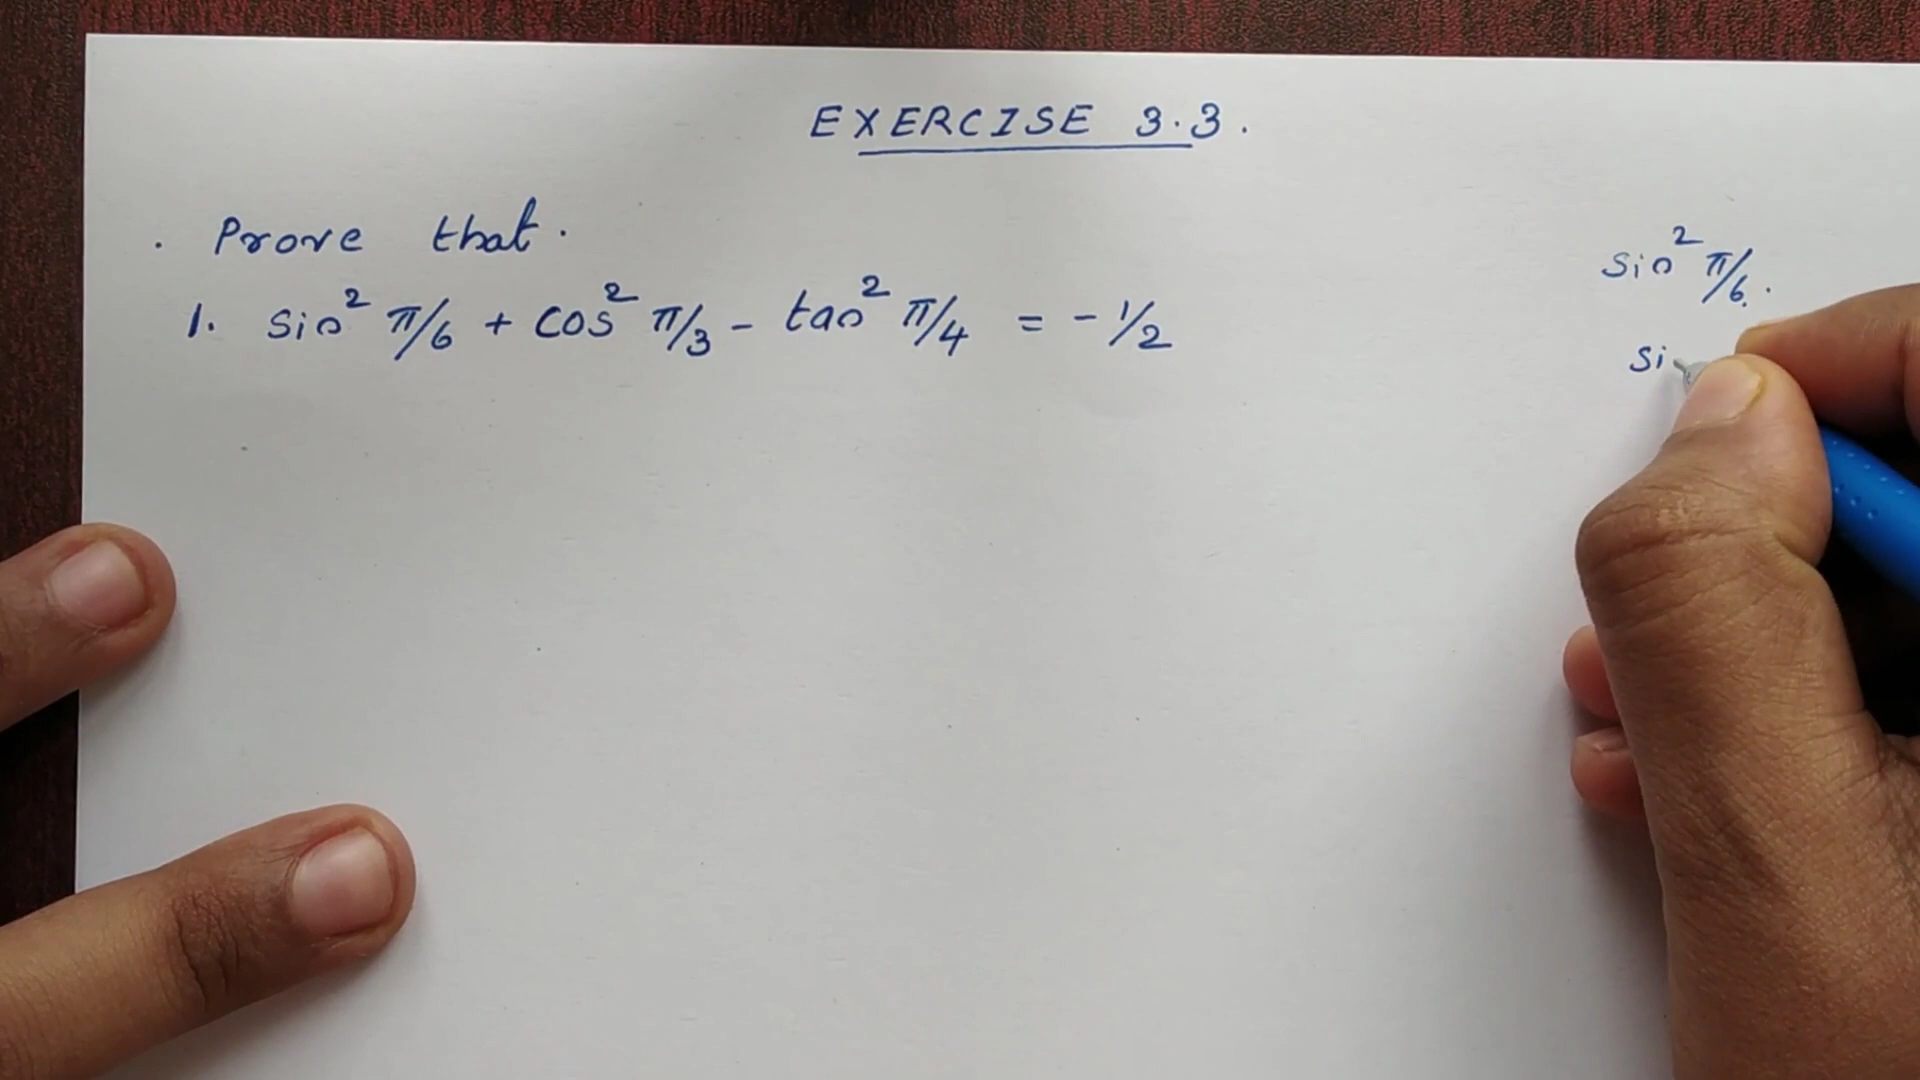 EXERCISE 3.3.
. Prove that.
1. sin² π/6 + cos² π/3 - tan² π/4 = - 1/2
sin² π/6.
si